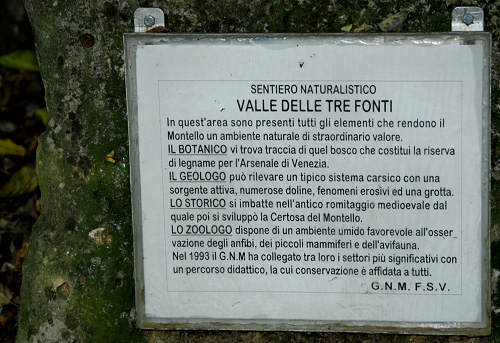 SENTIERO NATURALISTICO
VALLE DELLE TRE FONTI
In quest'area sono presenti tutti gli elementi che rendono il
Montello un ambiente naturale di straordinario valore.
IL BOTANICO vi trova traccia di quel bosco che costituì la riserva
di legname per l'Arsenale di Venezia.
IL GEOLOGO può rilevare un tipico sistema carsico con una
sorgente attiva, numerose doline, fenomeni erosivi ed una grotta.
LO STORICO si imbatte nell'antico romitaggio medioevale dal
quale poi si sviluppò la Certosa del Montello.
LO ZOOLOGO dispone di un ambiente umido favorevole all'osser
vazione degli anfibi, dei piccoli mammiferi e dell'avifauna.
Nel 1993 il G.N.M ha collegato tra loro i settori più significativi con
un percorso didattico, la cui conservazione è affidata a tutti.
G.N.M. F.S.V.